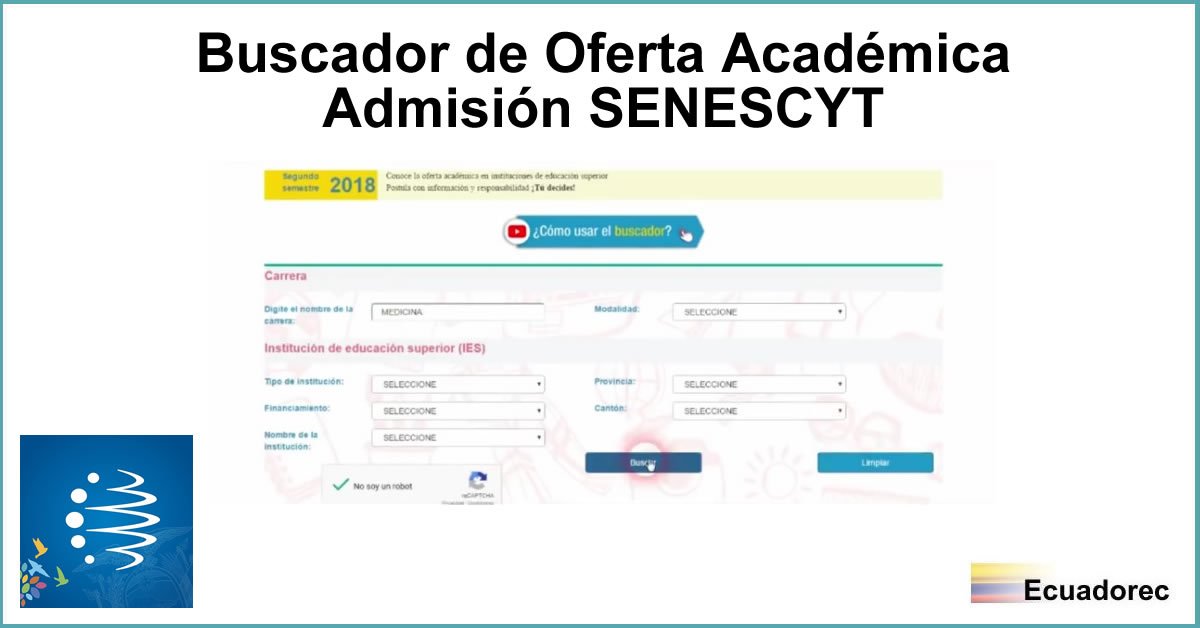 Buscador de Oferta Académica
Admisión SENESCYT
Segundo
semestre 2018
Conoce la oferta académica en instituciones de educación superior
Postula con información y responsabilidad ¡Tú decides!
¿Cómo usar el buscador?
Carrera
Digite el nombre de la
carrera:
MEDICINA
Modalidad:
SELECCIONE
Institución de educación superior (IES)
Tipo de institución:
SELECCIONE
Provincia:
SELECCIONE
Financiamiento:
SELECCIONE
Cantón:
SELECCIONE
Nombre de la
institución:
SELECCIONE
Buscar
Limpiar
No soy un robot
reCAPTCHA
Ecuadorec